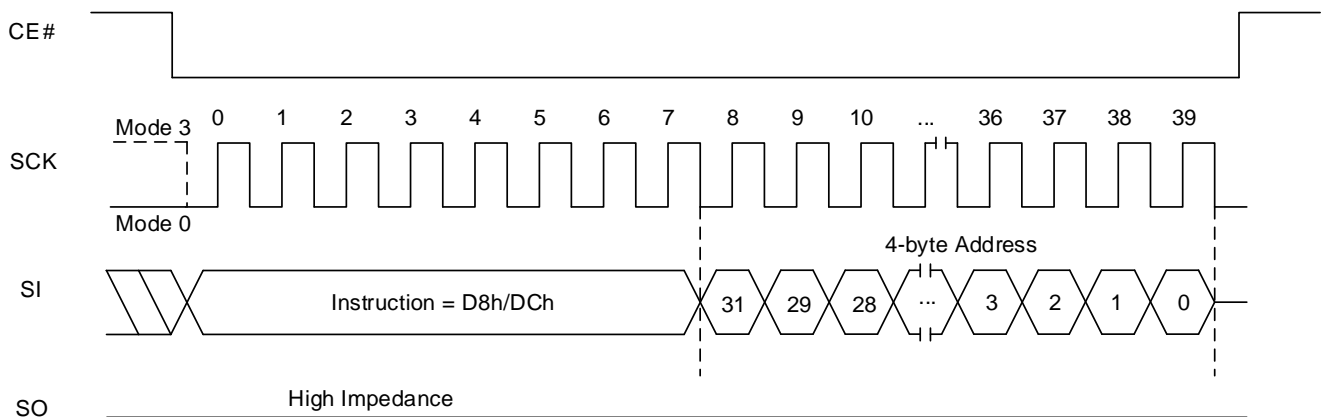 CE#
0 1 2 3 4 5 6 7 8 9 10 ... 36 37 38 39
Mode 3
SCK
Mode 0
4-byte Address
SI
Instruction = D8h/DCh 31 29 28 ... 3 2 1 0
High Impedance
SO